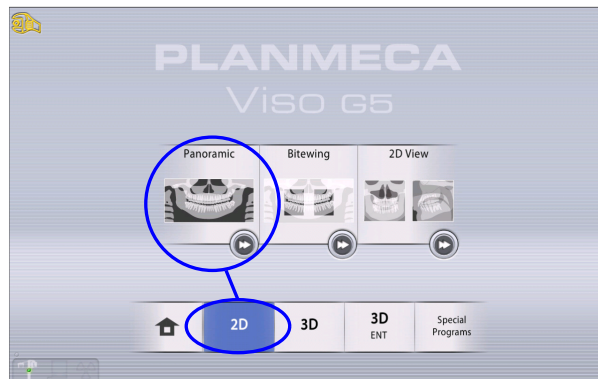 PLANMECA
Viso G5
Panoramic
Bitewing
2D View
2D
3D
3D
ENT
Special
Programs